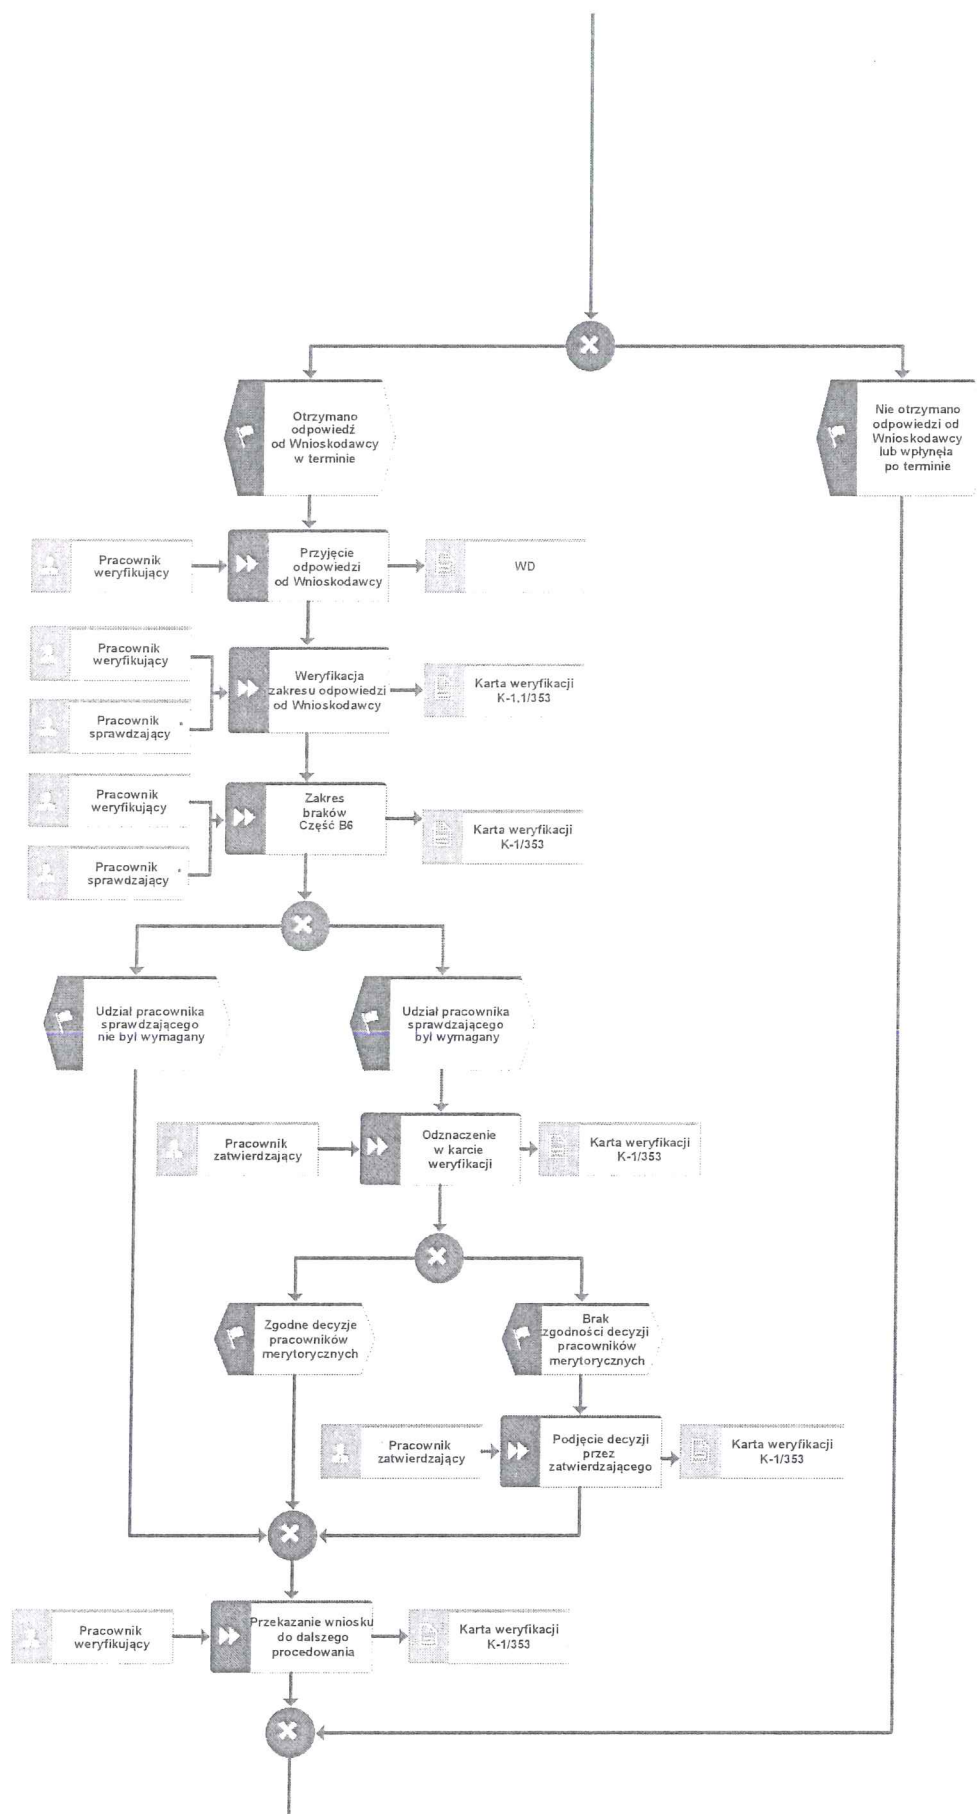 Otrzymano
odpowiedź
od Wnioskodawcy
w terminie
Nie otrzymano
odpowiedzi od
Wnioskodawcy
lub wpłynęła
po terminie
Pracownik
weryfikujący
Przyjęcie
odpowiedzi
od Wnioskodawcy
WD
Pracownik
weryfikujący
Pracownik
sprawdzający
Weryfikacja
zakresu odpowiedzi
od Wnioskodawcy
Karta weryfikacji
K-1.1/353
Pracownik
weryfikujący
Pracownik
sprawdzający
Zakres
braków
Część B6
Karta weryfikacji
K-1/353
Udział pracownika
sprawdzającego
nie był wymagany
Udział pracownika
sprawdzającego
był wymagany
Pracownik
zatwierdzający
Odznaczenie
w karcie
weryfikacji
Karta weryfikacji
K-1/353
Zgodne decyzje
pracowników
merytorycznych
Brak
zgodności decyzji
pracowników
merytorycznych
Pracownik
zatwierdzający
Podjęcie decyzji
przez
zatwierdzającego
Karta weryfikacji
K-1/353
Pracownik
weryfikujący
Przekazanie wniosku
do dalszego
procedowania
Karta weryfikacji
K-1/353